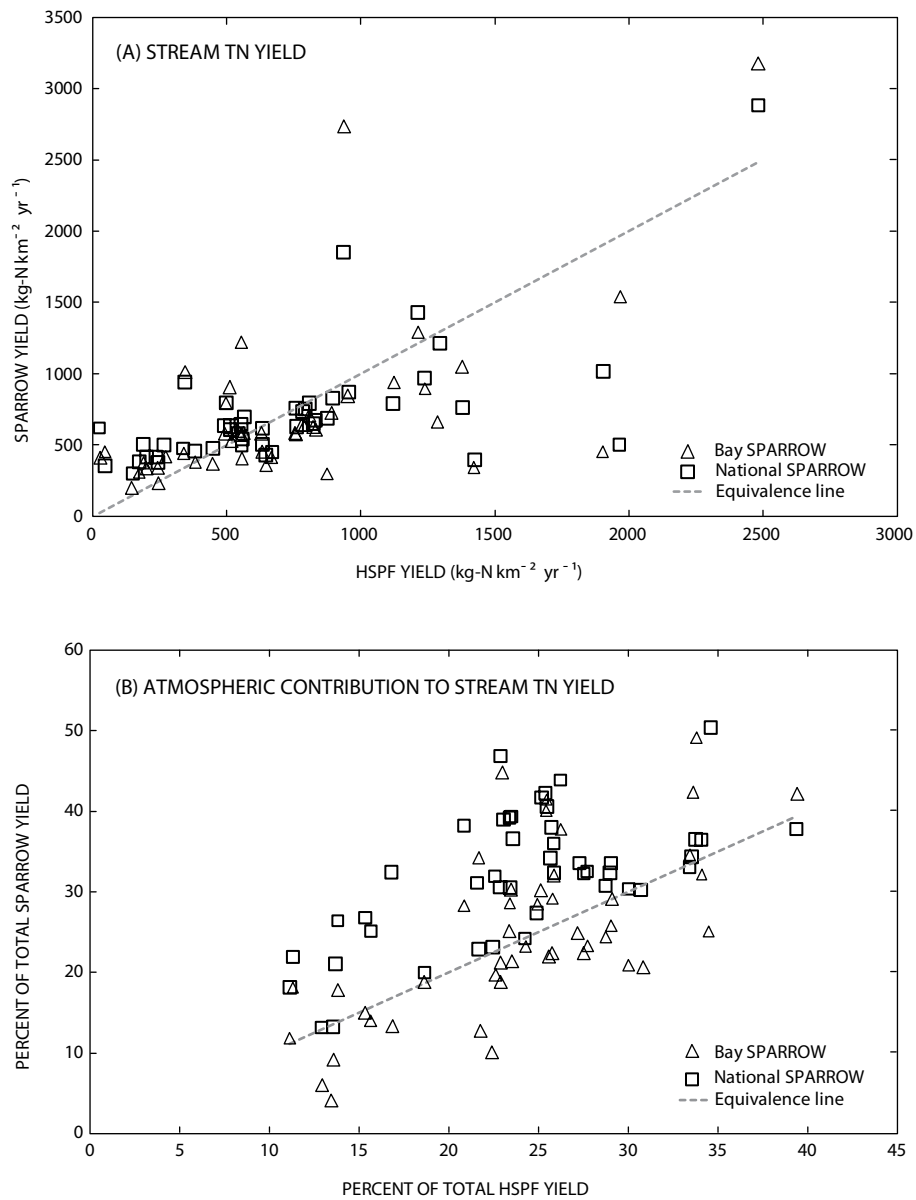 (A) STREAM TN YIELD
SPARROW YIELD (kg-N km⁻² yr⁻¹)
3500
3000
2500
2000
1500
1000
500
0
Bay SPARROW
National SPARROW
Equivalence line
0 500 1000 1500 2000 2500 3000
HSPF YIELD (kg-N km⁻² yr⁻¹)
(B) ATMOSPHERIC CONTRIBUTION TO STREAM TN YIELD
PERCENT OF TOTAL SPARROW YIELD
60
50
40
30
20
10
0
Bay SPARROW
National SPARROW
Equivalence line
0 5 10 15 20 25 30 35 40 45
PERCENT OF TOTAL HSPF YIELD